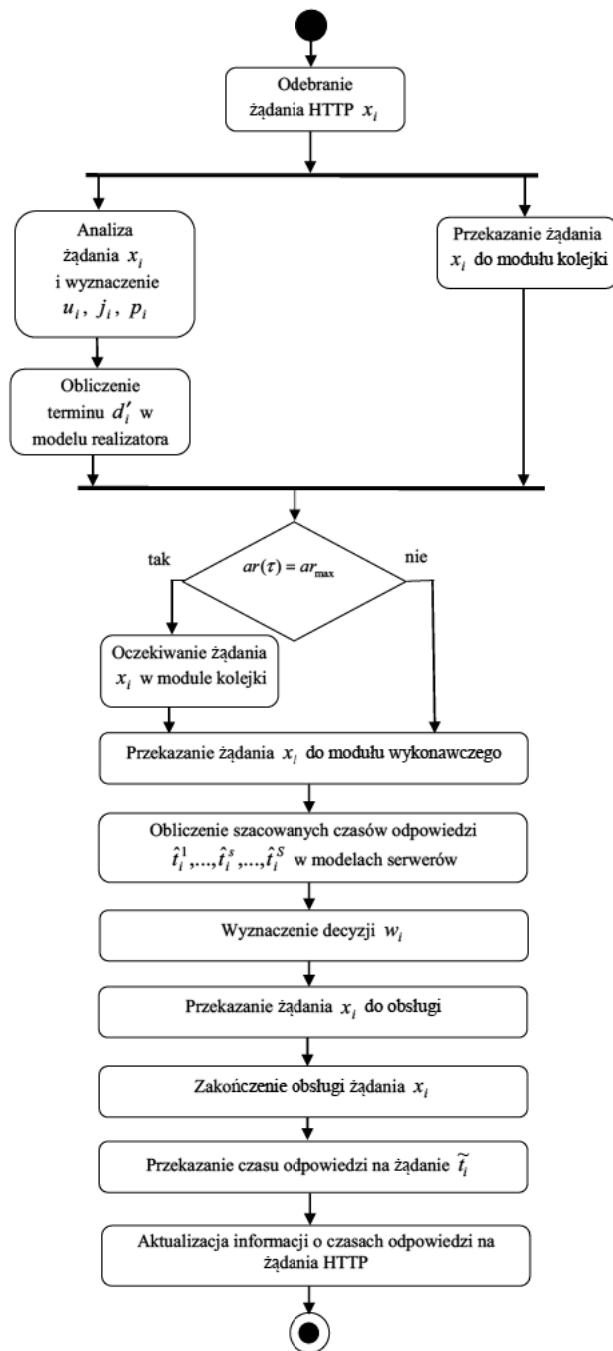 Odebranie
żądania HTTP x_i
Analiza
żądania x_i
i wyznaczenie
u_i, j_i, p_i
Przekazanie żądania
x_i do modułu kolejki
Obliczenie
terminu d'_i w
modelu realizatora
tak
ar(τ) = ar_max
nie
Oczekiwanie żądania
x_i w module kolejki
Przekazanie żądania x_i do modułu wykonawczego
Obliczenie szacowanych czasów odpowiedzi
t̂_i^1,...,t̂_i^s,...,t̂_i^S w modelach serwerów
Wyznaczenie decyzji w_i
Przekazanie żądania x_i do obsługi
Zakończenie obsługi żądania x_i
Przekazanie czasu odpowiedzi na żądanie t̃_i
Aktualizacja informacji o czasach odpowiedzi na
żądania HTTP